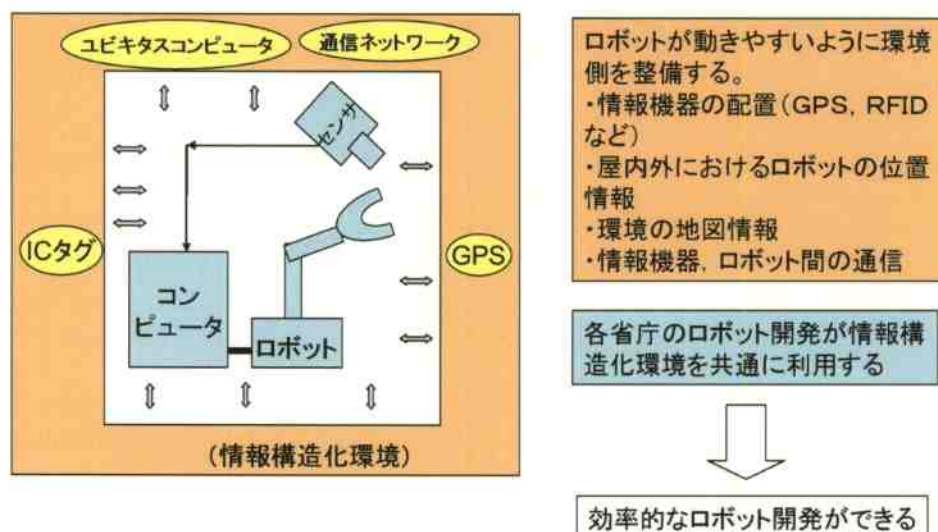 ユビキタスコンピュータ
通信ネットワーク
センサ
ICタグ
GPS
コン
ピュータ
ロボット
(情報構造化環境)
ロボットが動きやすいように環境
側を整備する。
・情報機器の配置(GPS, RFID
など)
・屋内外におけるロボットの位置
情報
・環境の地図情報
・情報機器, ロボット間の通信
各省庁のロボット開発が情報構
造化環境を共通に利用する
効率的なロボット開発ができる